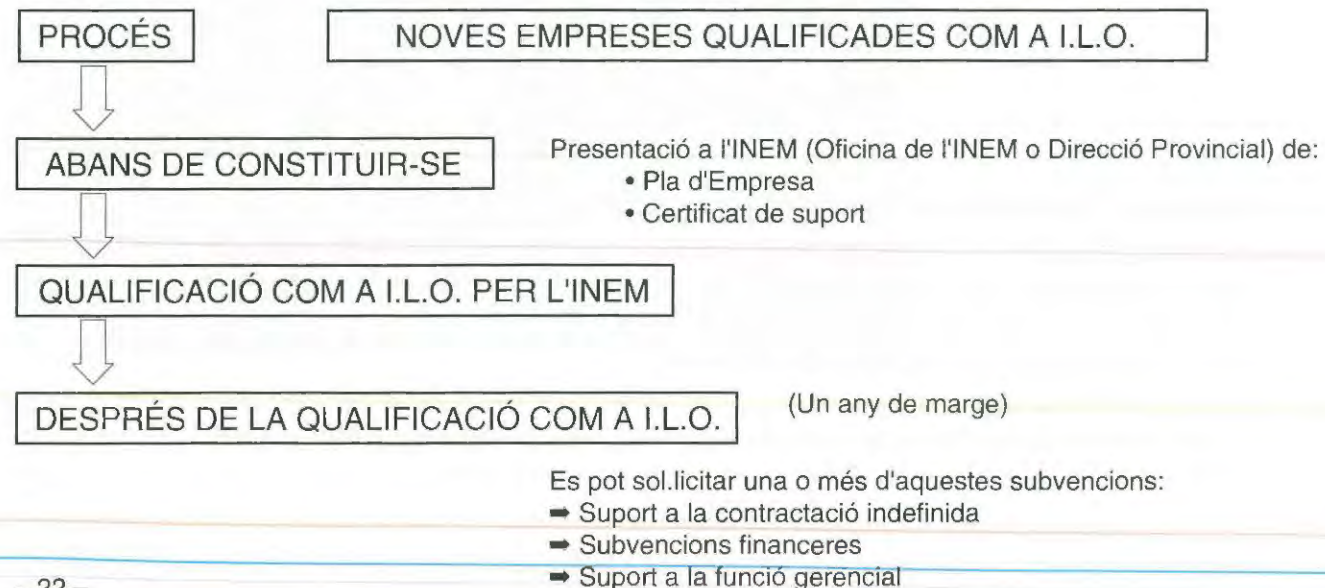 PROCÉS
NOVES EMPRESES QUALIFICADES COM A I.L.O.
ABANS DE CONSTITUIR-SE
Presentació a l'INEM (Oficina de l'INEM o Direcció Provincial) de:
• Pla d'Empresa
• Certificat de suport
QUALIFICACIÓ COM A I.L.O. PER L'INEM
DESPRÉS DE LA QUALIFICACIÓ COM A I.L.O.
(Un any de marge)
Es pot sol.licitar una o més d'aquestes subvencions:
➡ Suport a la contractació indefinida
➡ Subvencions financeres
➡ Suport a la funció gerencial